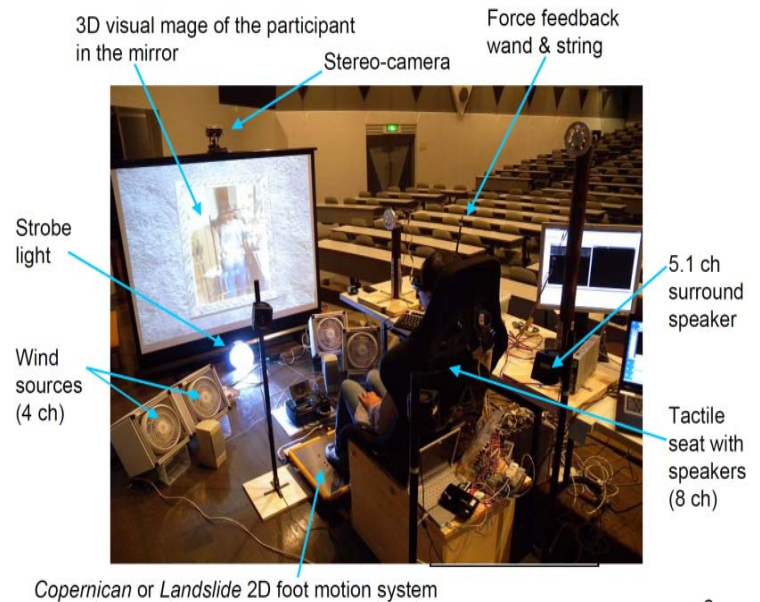 3D visual mage of the participant
in the mirror
Stereo-camera
Force feedback
wand & string
Strobe
light
5.1 ch
surround
speaker
Wind
sources
(4 ch)
Tactile
seat with
speakers
(8 ch)
Copernican or Landslide 2D foot motion system